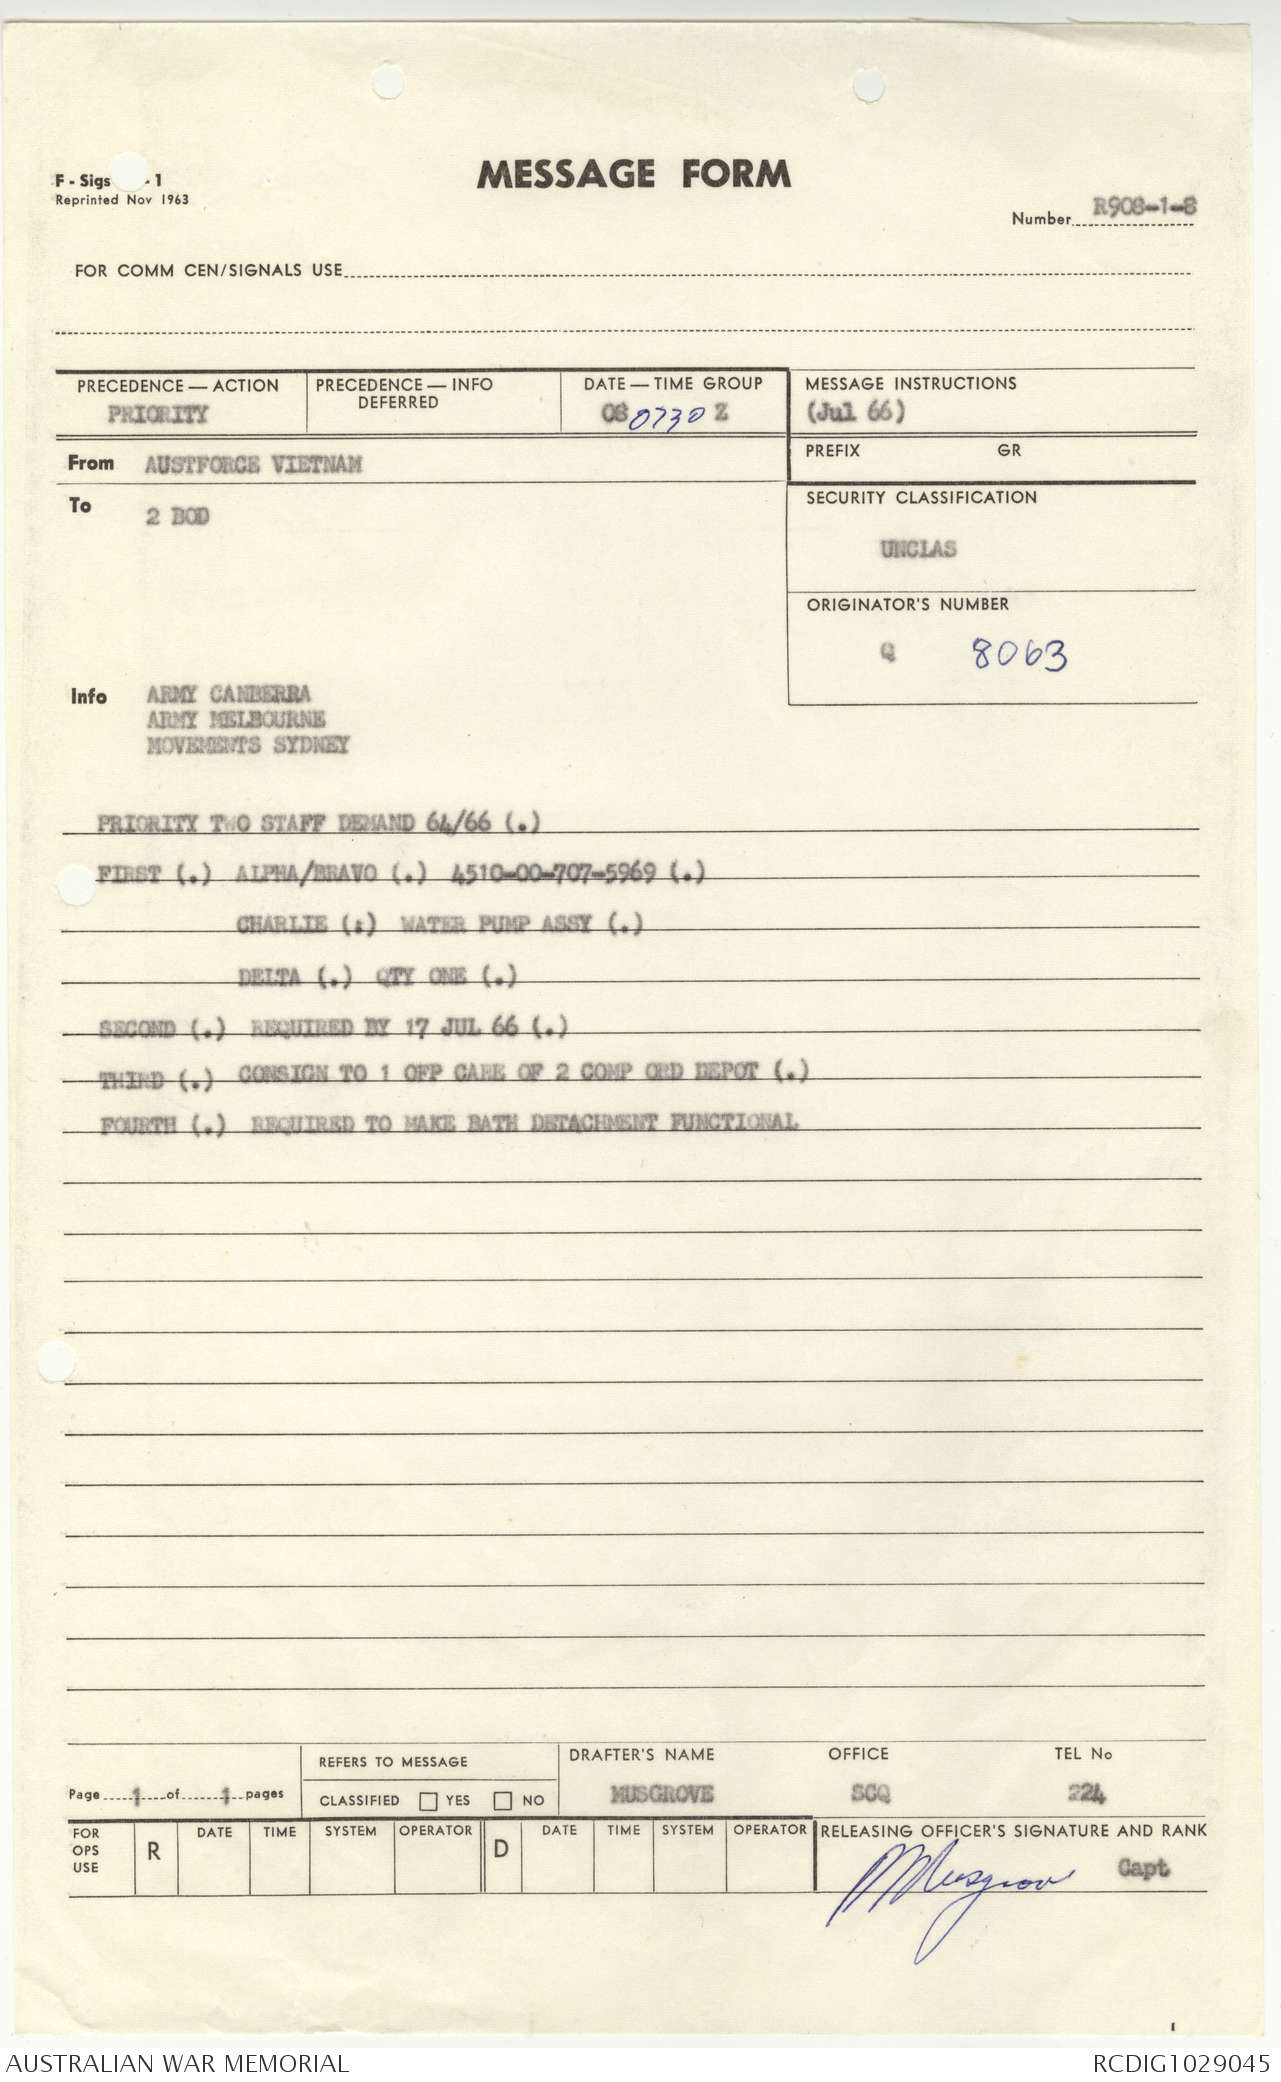 MESSAGE FORM
F - Sigs - 1
Reprinted Nov 1963
Number R908-1-8
FOR COMM CEN/SIGNALS USE
PRECEDENCE — ACTION
PRIORITY
PRECEDENCE — INFO
DEFERRED
DATE — TIME GROUP
080730 Z
MESSAGE INSTRUCTIONS
(Jul 66)
From AUSTFORCE VIETNAM
PREFIX GR
To 2 BOD
SECURITY CLASSIFICATION
UNCLAS
ORIGINATOR'S NUMBER
Q 8063
Info ARMY CANBERRA
ARMY MELBOURNE
MOVEMENTS SYDNEY
PRIORITY TWO STAFF DEMAND 64/66 (.)
FIRST (.) ALPHA/BRAVO (.) 4510-00-707-5969 (.)
CHARLIE (:) WATER PUMP ASSY (.)
DELTA (.) QTY ONE (.)
SECOND (.) REQUIRED BY 17 JUL 66 (.)
THIRD (.) CONSIGN TO 1 OFP CARE OF 2 COMP ORD DEPOT (.)
FOURTH (.) REQUIRED TO MAKE BATH DETACHMENT FUNCTIONAL
Page 1 of 1 pages
REFERS TO MESSAGE
CLASSIFIED YES NO
DRAFTER'S NAME
MUSGROVE
OFFICE
SCQ
TEL No
224
FOR
OPS
USE
R
DATE TIME SYSTEM OPERATOR
D
DATE TIME SYSTEM OPERATOR
RELEASING OFFICER'S SIGNATURE AND RANK
Musgrove Capt
AUSTRALIAN WAR MEMORIAL
RCDIG1029045